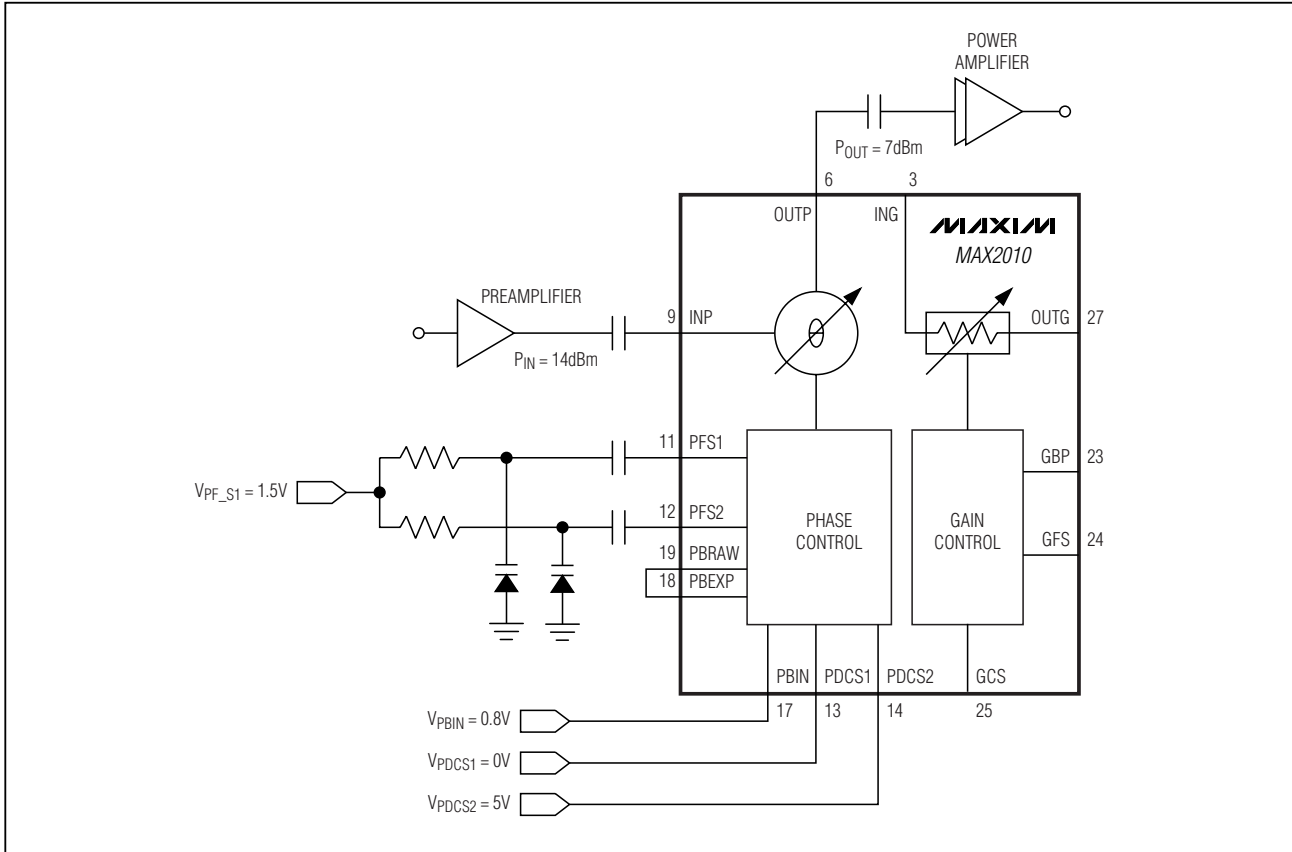 POWER
AMPLIFIER
POUT = 7dBm
6
3
OUTP
ING
MAXIM
MAX2010
PREAMPLIFIER
9
INP
OUTG
27
PIN = 14dBm
11
PFS1
GBP
23
VPF_S1 = 1.5V
12
PFS2
PHASE
CONTROL
GAIN
CONTROL
GFS
24
19
PBRAW
18
PBEXP
PBIN
PDCS1
PDCS2
GCS
17
13
14
25
VPBIN = 0.8V
VPDCS1 = 0V
VPDCS2 = 5V